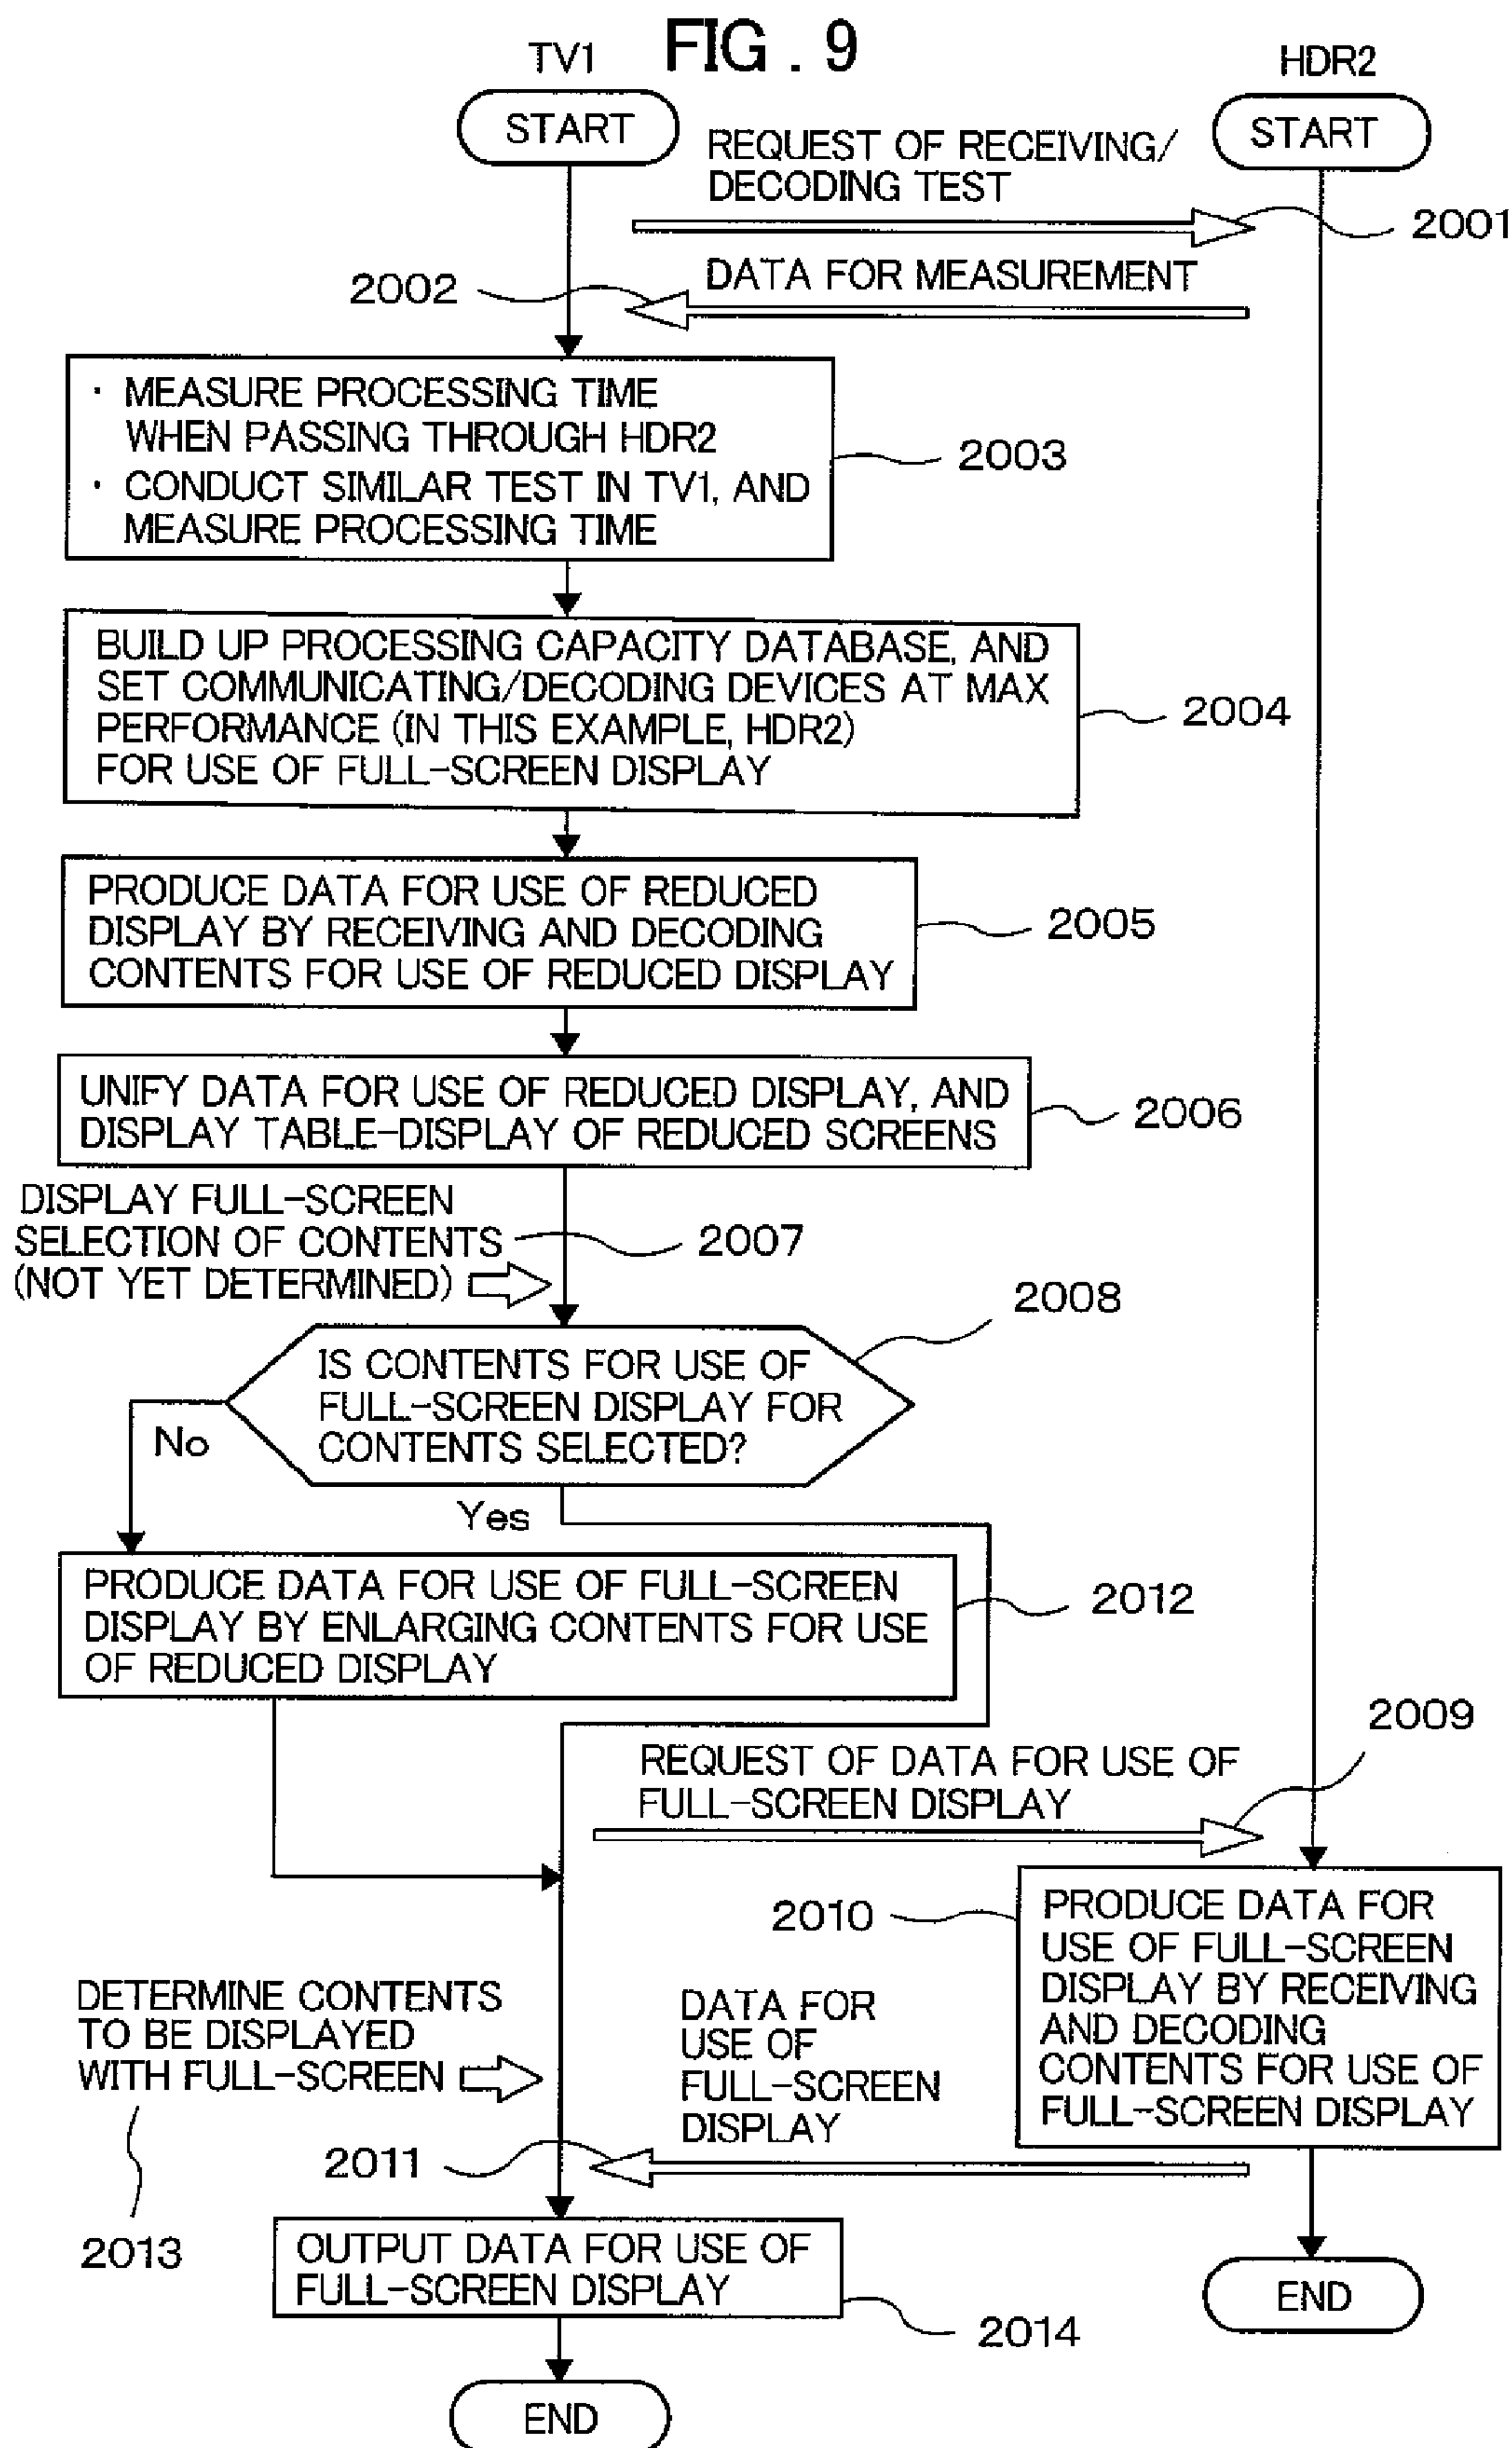 FIG. 9
TV1
HDR2
START
START
REQUEST OF RECEIVING/
DECODING TEST
2001
DATA FOR MEASUREMENT
2002
· MEASURE PROCESSING TIME
WHEN PASSING THROUGH HDR2
· CONDUCT SIMILAR TEST IN TV1, AND
MEASURE PROCESSING TIME
2003
BUILD UP PROCESSING CAPACITY DATABASE, AND
SET COMMUNICATING/DECODING DEVICES AT MAX
PERFORMANCE (IN THIS EXAMPLE, HDR2)
FOR USE OF FULL-SCREEN DISPLAY
2004
PRODUCE DATA FOR USE OF REDUCED
DISPLAY BY RECEIVING AND DECODING
CONTENTS FOR USE OF REDUCED DISPLAY
2005
UNIFY DATA FOR USE OF REDUCED DISPLAY, AND
DISPLAY TABLE-DISPLAY OF REDUCED SCREENS
2006
DISPLAY FULL-SCREEN
SELECTION OF CONTENTS
(NOT YET DETERMINED)
2007
2008
IS CONTENTS FOR USE OF
FULL-SCREEN DISPLAY FOR
CONTENTS SELECTED?
No
Yes
PRODUCE DATA FOR USE OF FULL-SCREEN
DISPLAY BY ENLARGING CONTENTS FOR USE
OF REDUCED DISPLAY
2012
2009
REQUEST OF DATA FOR USE OF
FULL-SCREEN DISPLAY
2010
PRODUCE DATA FOR
USE OF FULL-SCREEN
DISPLAY BY RECEIVING
AND DECODING
CONTENTS FOR USE OF
FULL-SCREEN DISPLAY
DETERMINE CONTENTS
TO BE DISPLAYED
WITH FULL-SCREEN
DATA FOR
USE OF
FULL-SCREEN
DISPLAY
2011
2013
OUTPUT DATA FOR USE OF
FULL-SCREEN DISPLAY
2014
END
END